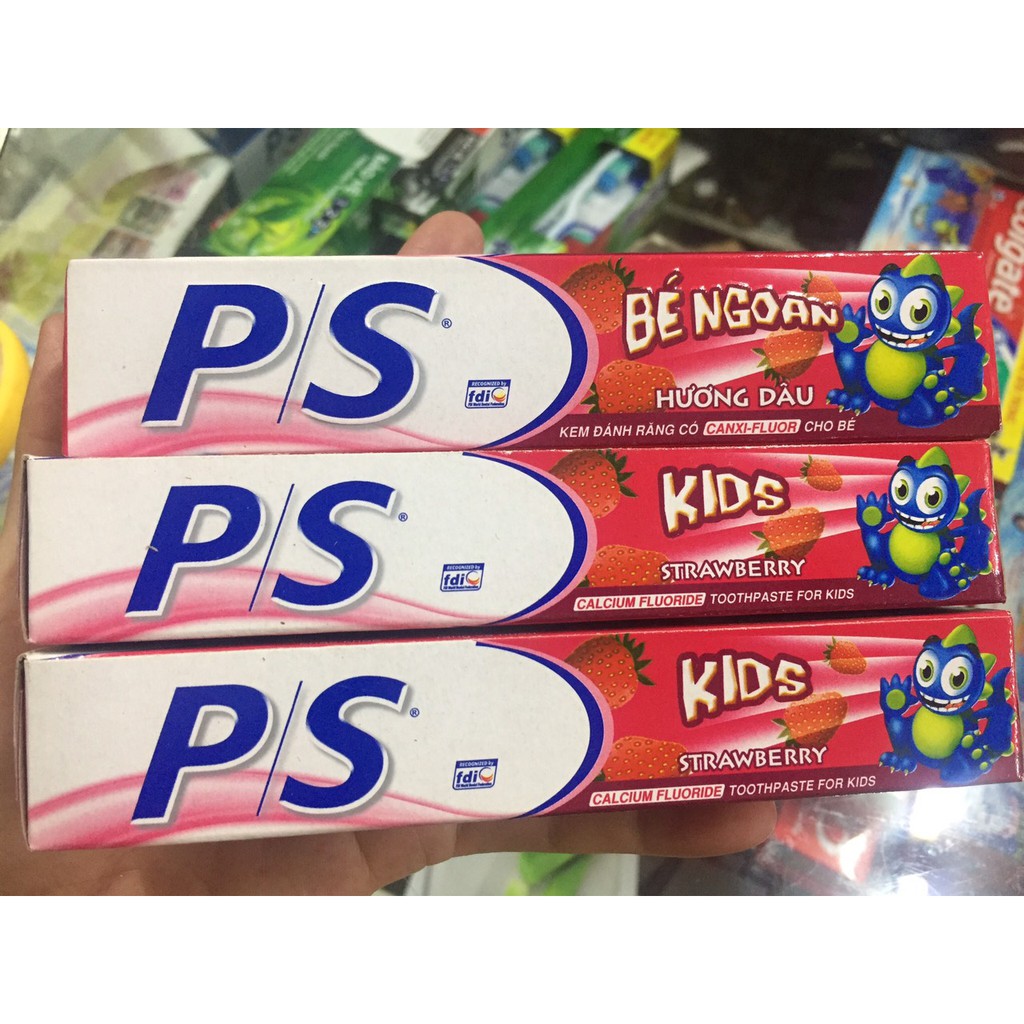 P/S®
RECOGNIZED by
fdi
BÉ NGOAN
HƯƠNG DÂU
KEM ĐÁNH RĂNG CÓ CANXI-FLUOR CHO BÉ
P/S®
RECOGNIZED by
fdi
KIDS
STRAWBERRY
CALCIUM FLUORIDE TOOTHPASTE FOR KIDS
P/S®
RECOGNIZED by
fdi
KIDS
STRAWBERRY
CALCIUM FLUORIDE TOOTHPASTE FOR KIDS
Colgate